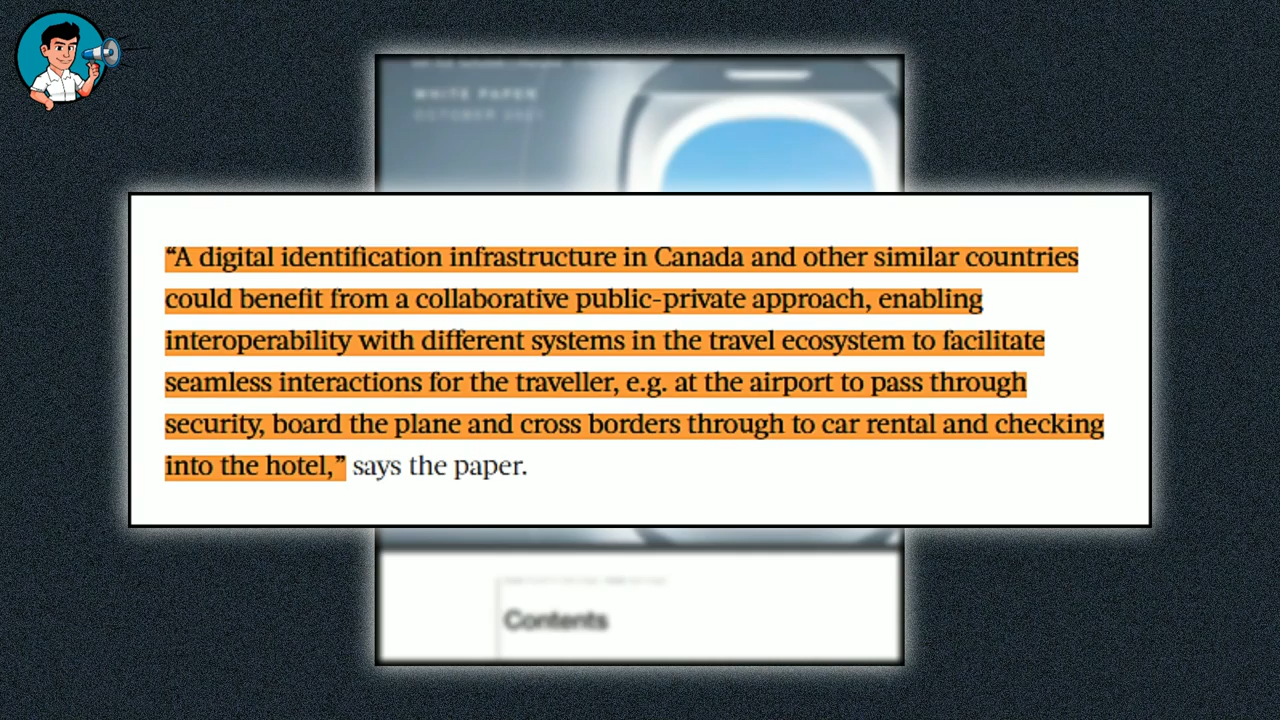 WHITE PAPER
OCTOBER 2021
“A digital identification infrastructure in Canada and other similar countries
could benefit from a collaborative public-private approach, enabling
interoperability with different systems in the travel ecosystem to facilitate
seamless interactions for the traveller, e.g. at the airport to pass through
security, board the plane and cross borders through to car rental and checking
into the hotel,” says the paper.
Contents